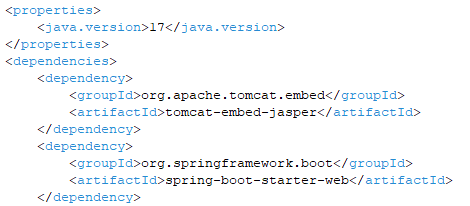 <properties>
    <java.version>17</java.version>
</properties>
<dependencies>
    <dependency>
        <groupId>org.apache.tomcat.embed</groupId>
        <artifactId>tomcat-embed-jasper</artifactId>
    </dependency>
    <dependency>
        <groupId>org.springframework.boot</groupId>
        <artifactId>spring-boot-starter-web</artifactId>
    </dependency>